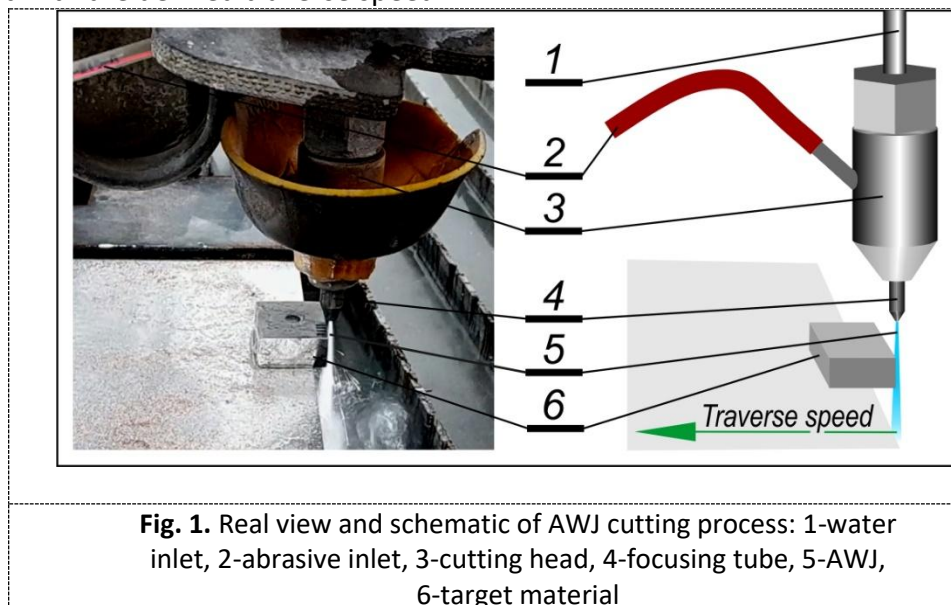 1
2
3
4
5
6
Traverse speed
Fig. 1. Real view and schematic of AWJ cutting process: 1-water
inlet, 2-abrasive inlet, 3-cutting head, 4-focusing tube, 5-AWJ,
6-target material